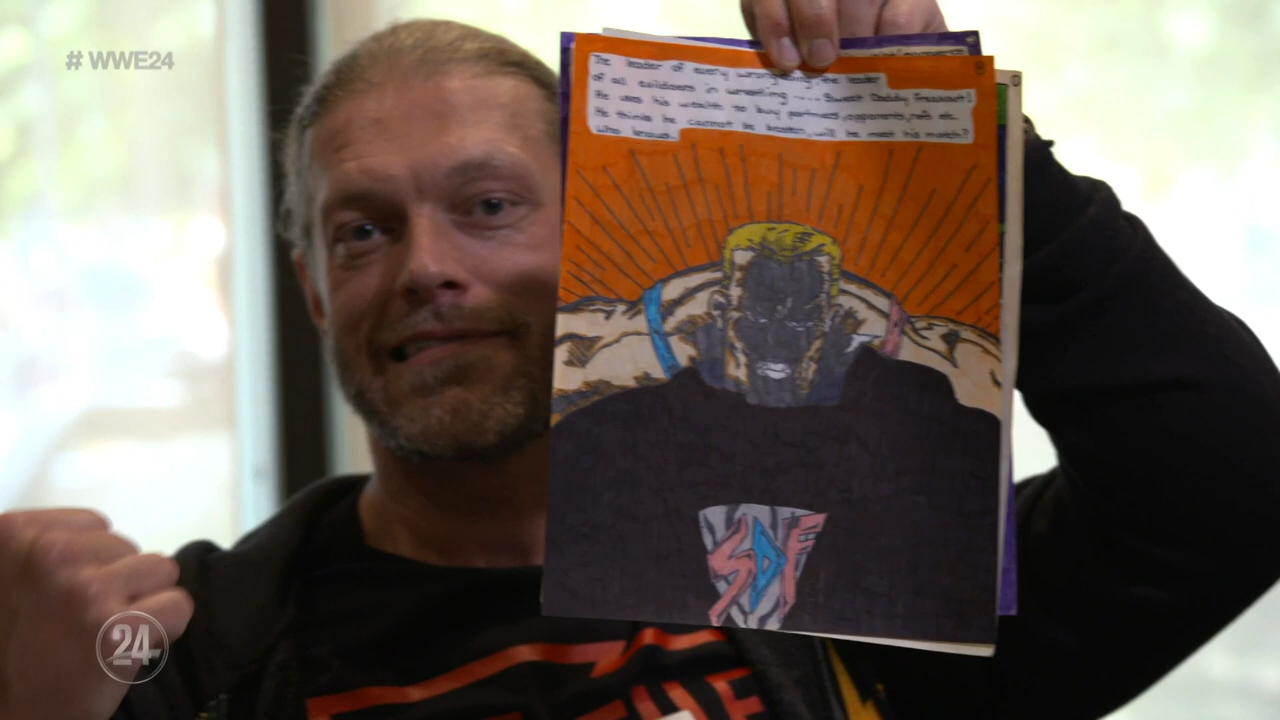 # WWE24
The leader of every wrongdoing, the leader
of all evildoers in wrestling .... Sweet Daddy Freakout!
He uses his wealth to buy partners, opponents, refs etc.
He thinks he cannot be beaten, will he meet his match?
Who knows.
SDF
24